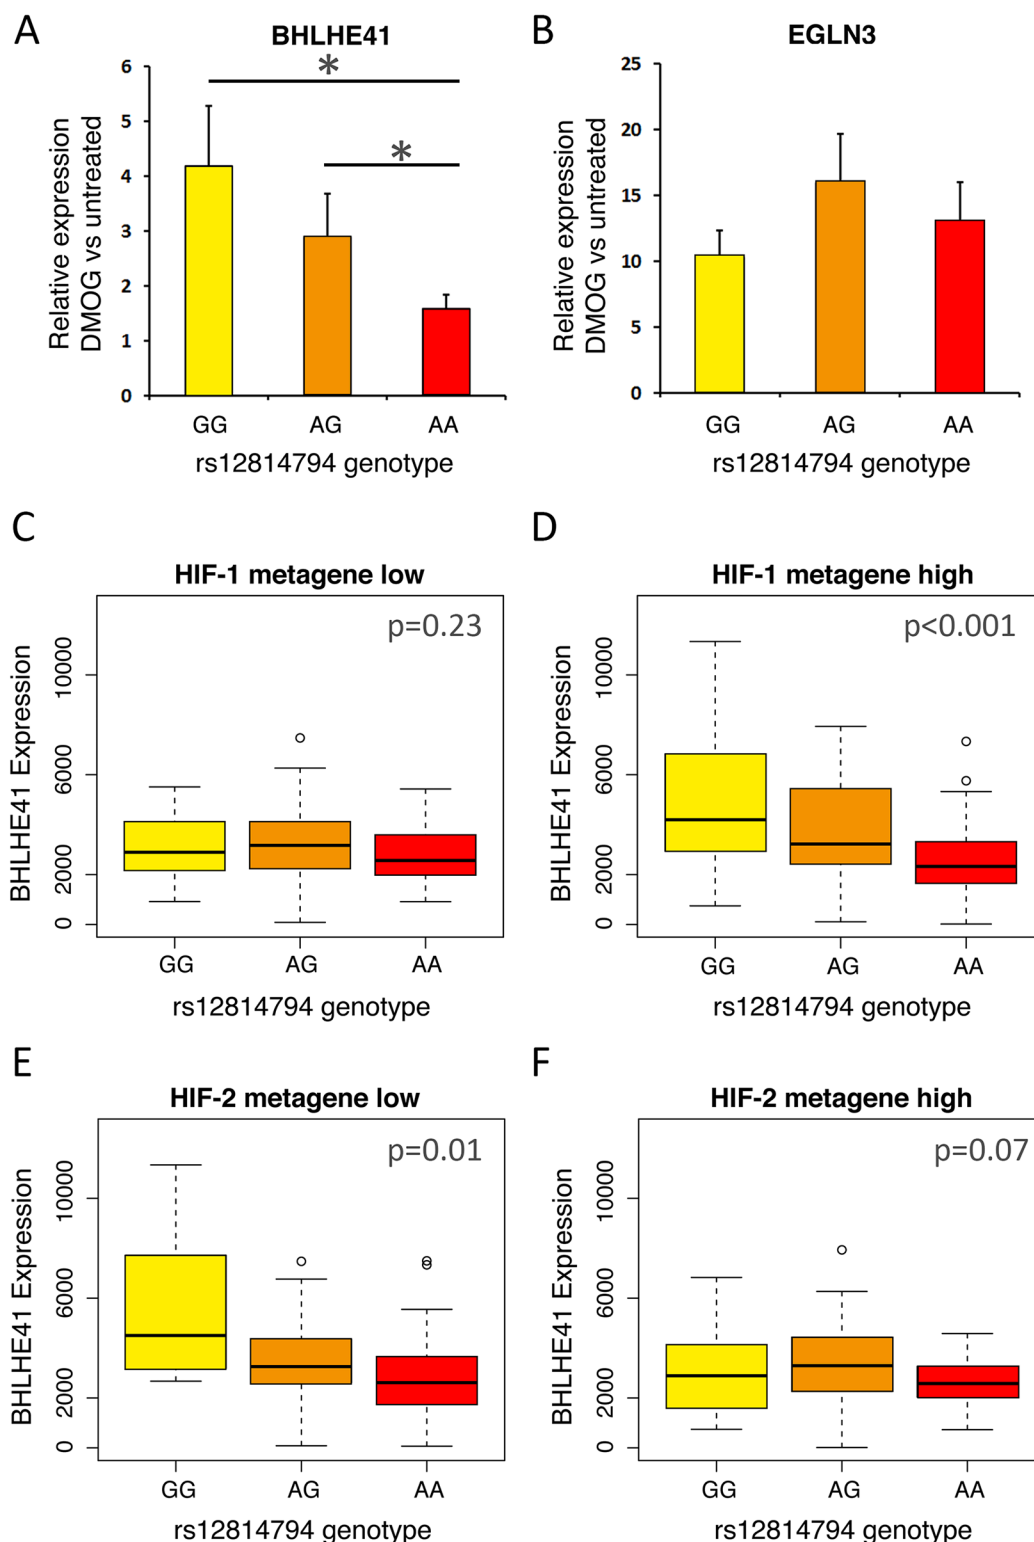 A
BHLHE41
*
*
Relative expression
DMOG vs untreated
6
5
4
3
2
1
0
GG AG AA
rs12814794 genotype
B
EGLN3
Relative expression
DMOG vs untreated
25
20
15
10
5
0
GG AG AA
rs12814794 genotype
C
HIF-1 metagene low
p=0.23
BHLHE41 Expression
10000
6000
2000
0
GG AG AA
rs12814794 genotype
D
HIF-1 metagene high
p<0.001
BHLHE41 Expression
10000
6000
2000
0
GG AG AA
rs12814794 genotype
E
HIF-2 metagene low
p=0.01
BHLHE41 Expression
10000
6000
2000
0
GG AG AA
rs12814794 genotype
F
HIF-2 metagene high
p=0.07
BHLHE41 Expression
10000
6000
2000
0
GG AG AA
rs12814794 genotype